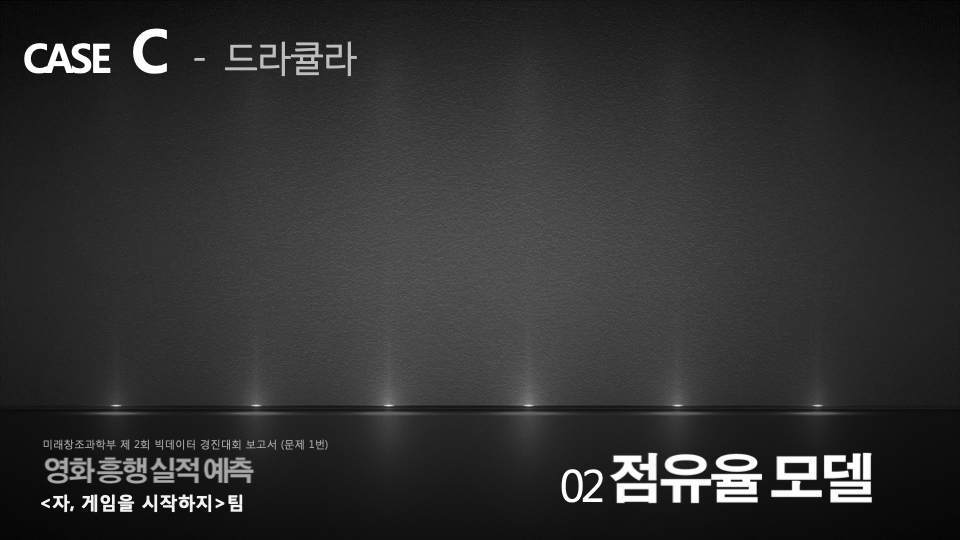 CASE C - 드라큘라
미래창조과학부 제 2회 빅데이터 경진대회 보고서 (문제 1번)
영화 흥행 실적 예측
<자, 게임을 시작하지>팀
02 점유율 모델